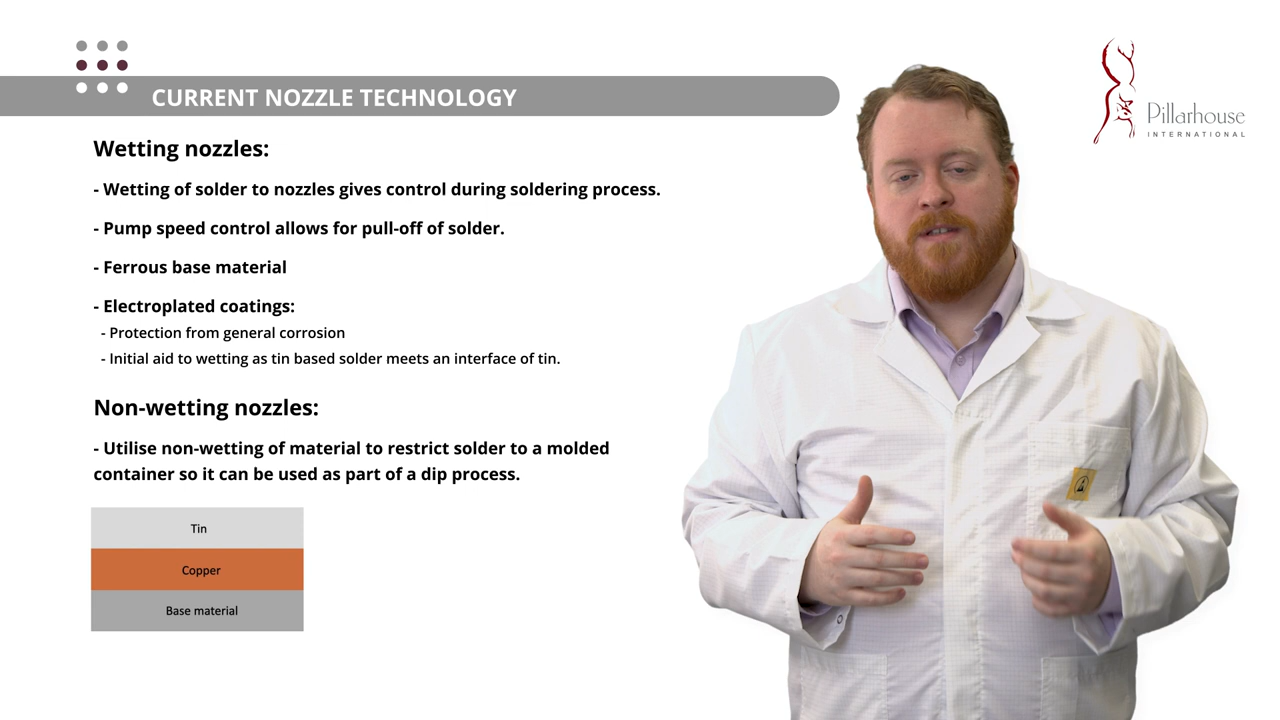 CURRENT NOZZLE TECHNOLOGY
Pillarhouse
INTERNATIONAL
Wetting nozzles:
- Wetting of solder to nozzles gives control during soldering process.
- Pump speed control allows for pull-off of solder.
- Ferrous base material
- Electroplated coatings:
- Protection from general corrosion
- Initial aid to wetting as tin based solder meets an interface of tin.
Non-wetting nozzles:
- Utilise non-wetting of material to restrict solder to a molded
container so it can be used as part of a dip process.
Tin
Copper
Base material